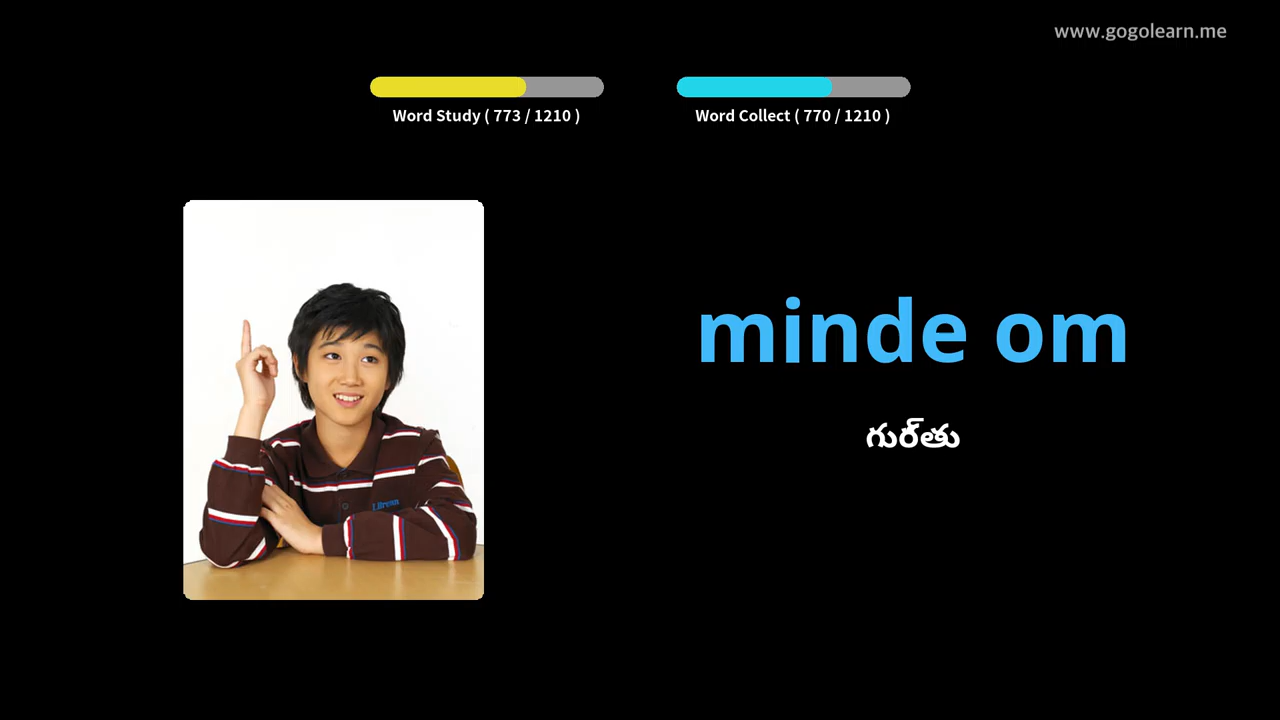 www.gogolearn.me
Word Study ( 773 / 1210 )
Word Collect ( 770 / 1210 )
minde om
గుర్తు